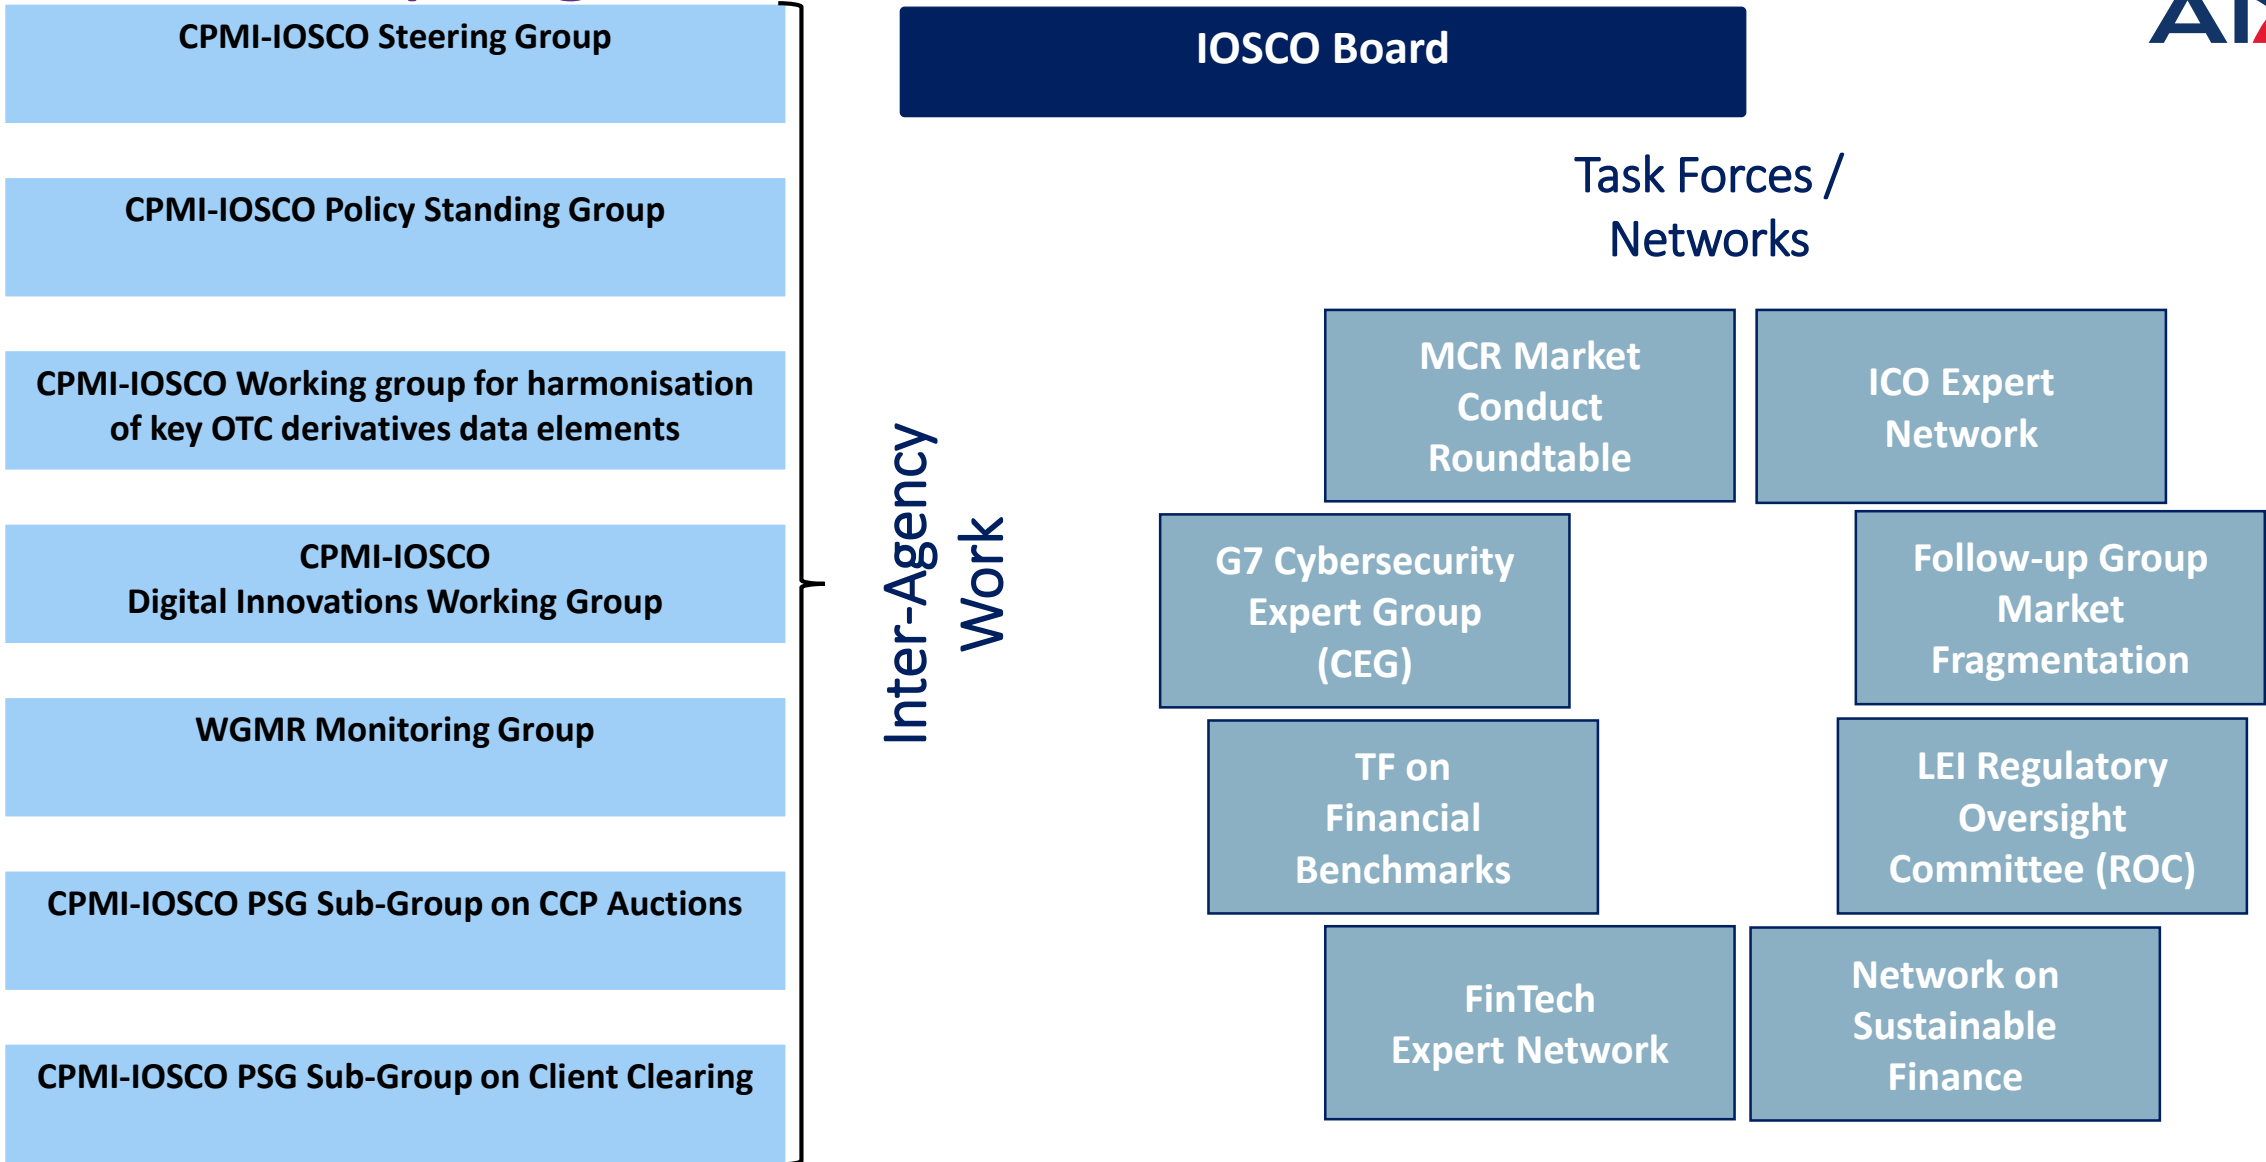 CPMI-IOSCO Steering Group
CPMI-IOSCO Policy Standing Group
CPMI-IOSCO Working group for harmonisation
of key OTC derivatives data elements
CPMI-IOSCO
Digital Innovations Working Group
WGMR Monitoring Group
CPMI-IOSCO PSG Sub-Group on CCP Auctions
CPMI-IOSCO PSG Sub-Group on Client Clearing
Inter-Agency
Work
IOSCO Board
Task Forces /
Networks
MCR Market
Conduct
Roundtable
ICO Expert
Network
G7 Cybersecurity
Expert Group
(CEG)
Follow-up Group
Market
Fragmentation
TF on
Financial
Benchmarks
LEI Regulatory
Oversight
Committee (ROC)
FinTech
Expert Network
Network on
Sustainable
Finance